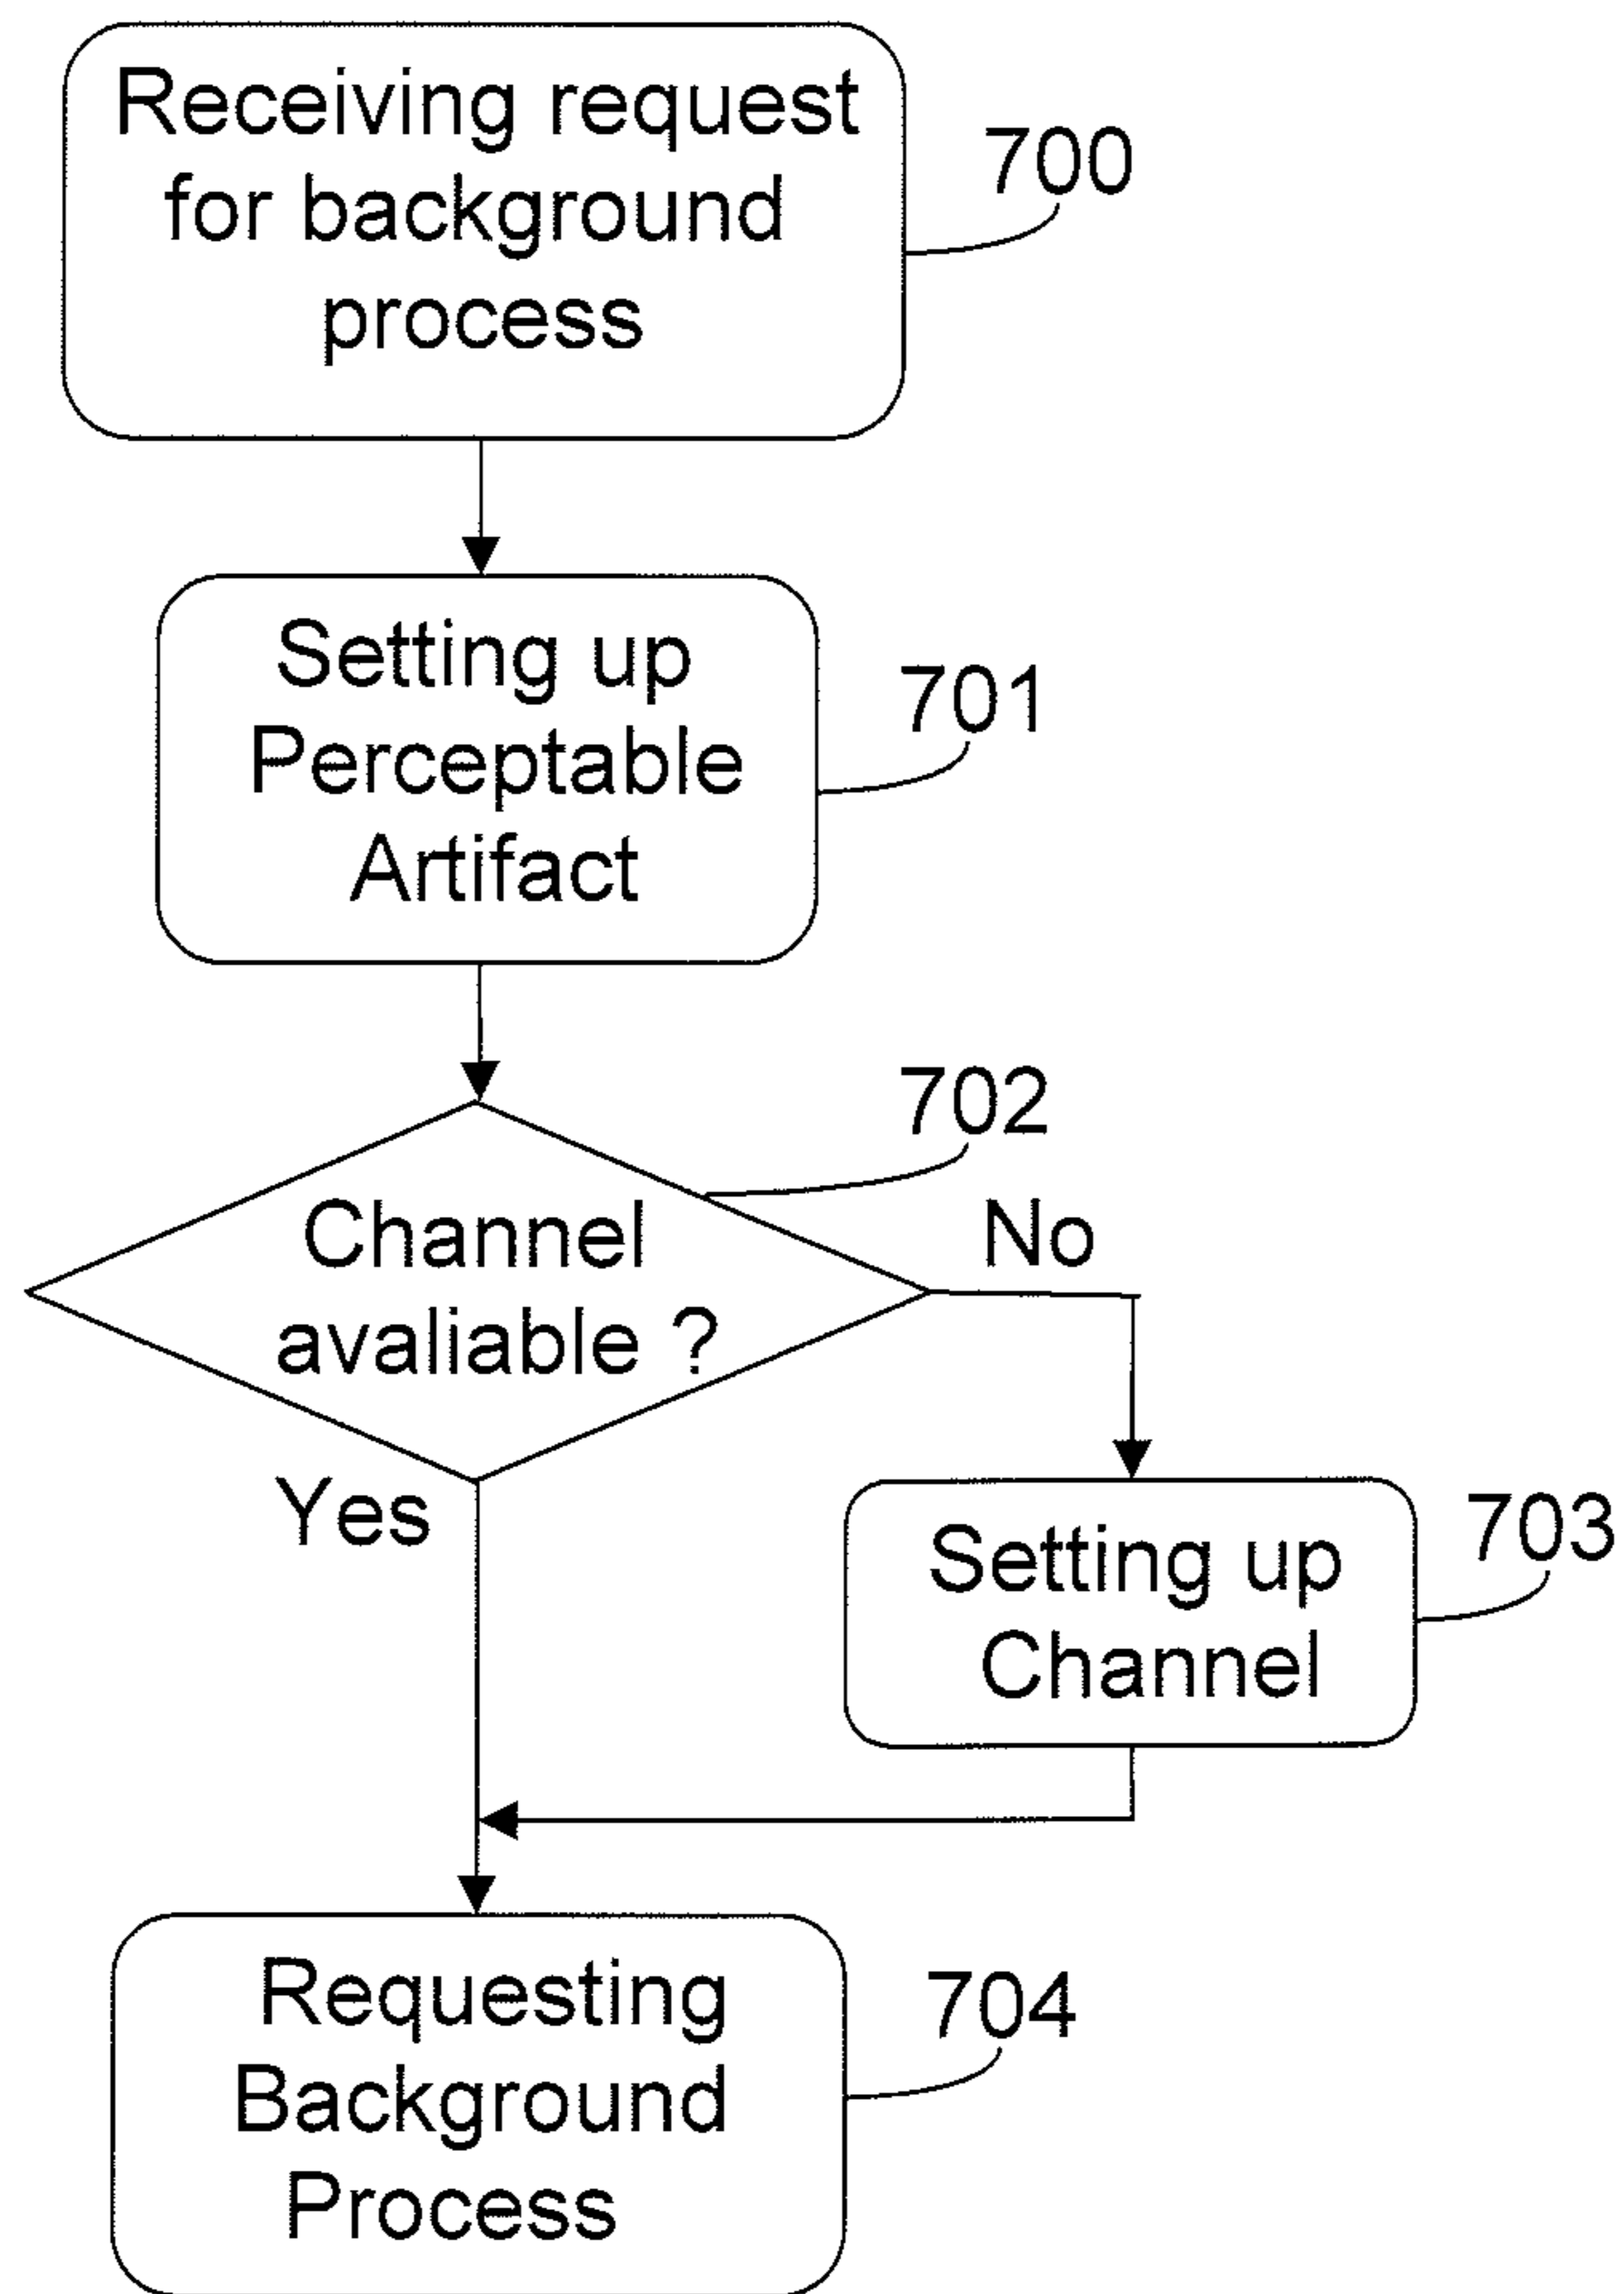 Receiving request
for background
process
700
Setting up
Perceptable
Artifact
701
702
Channel
avaliable ?
No
Yes
Setting up
Channel
703
Requesting
Background
Process
704